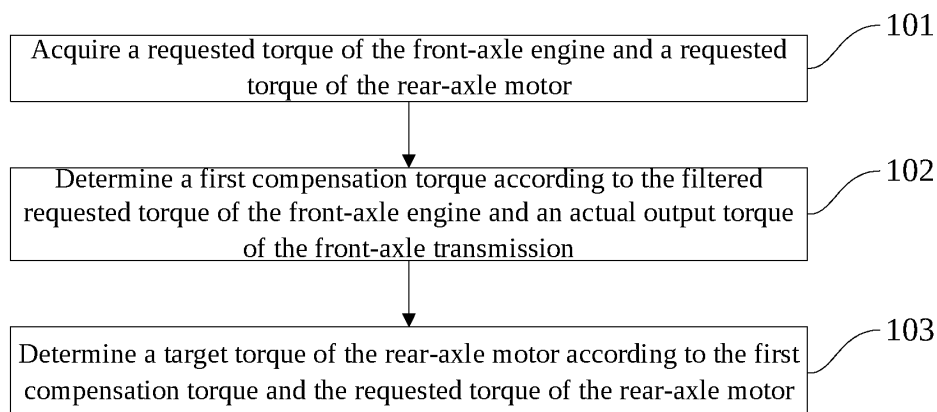 101
Acquire a requested torque of the front-axle engine and a requested
torque of the rear-axle motor
102
Determine a first compensation torque according to the filtered
requested torque of the front-axle engine and an actual output torque
of the front-axle transmission
103
Determine a target torque of the rear-axle motor according to the first
compensation torque and the requested torque of the rear-axle motor